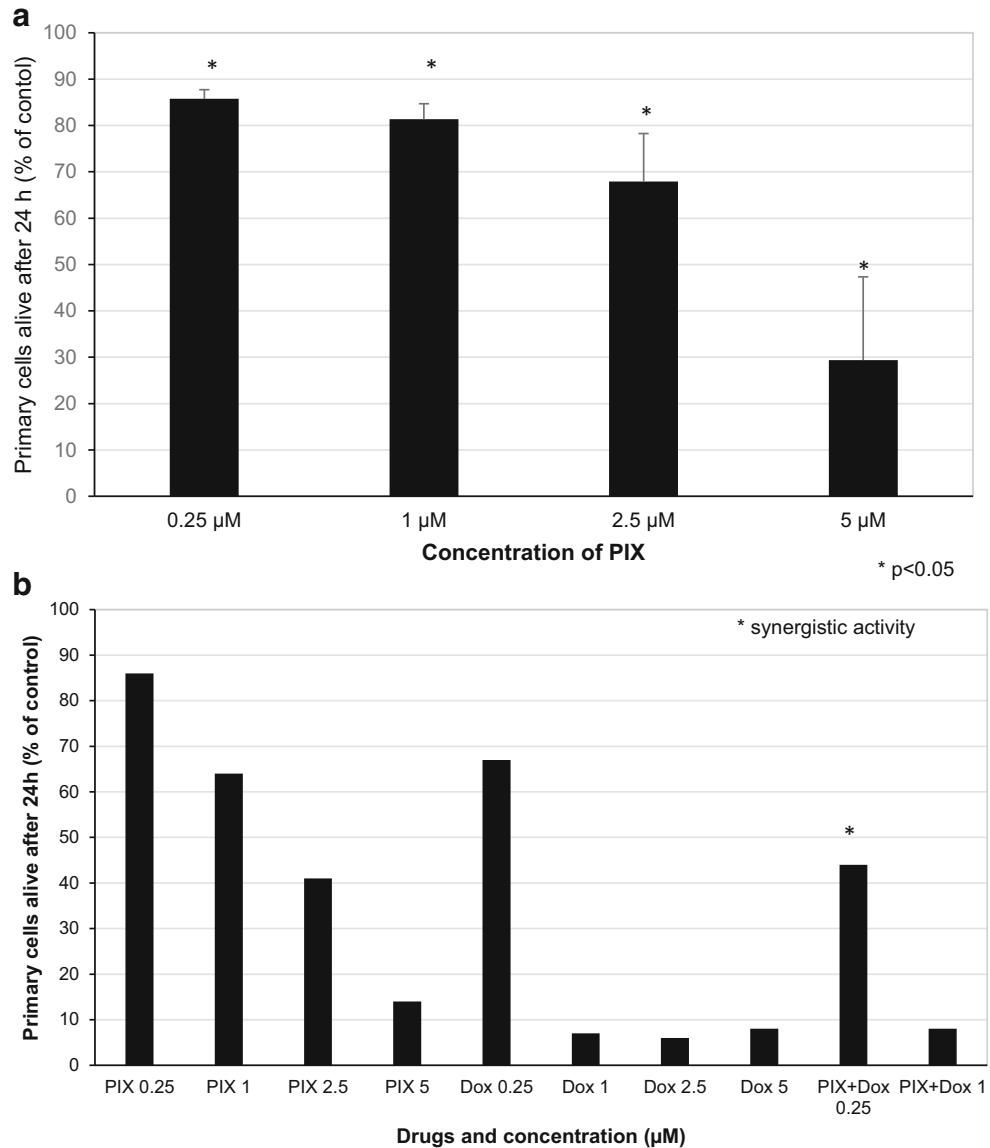 a
Primary cells alive after 24 h (% of contol)
100
90
80
70
60
50
40
30
20
10
0
*
*
*
*
0.25 µM
1 µM
2.5 µM
5 µM
Concentration of PIX
* p<0.05
b
Primary cells alive after 24h (% of control)
100
90
80
70
60
50
40
30
20
10
0
* synergistic activity
*
PIX 0.25
PIX 1
PIX 2.5
PIX 5
Dox 0.25
Dox 1
Dox 2.5
Dox 5
PIX+Dox
0.25
PIX+Dox 1
Drugs and concentration (µM)